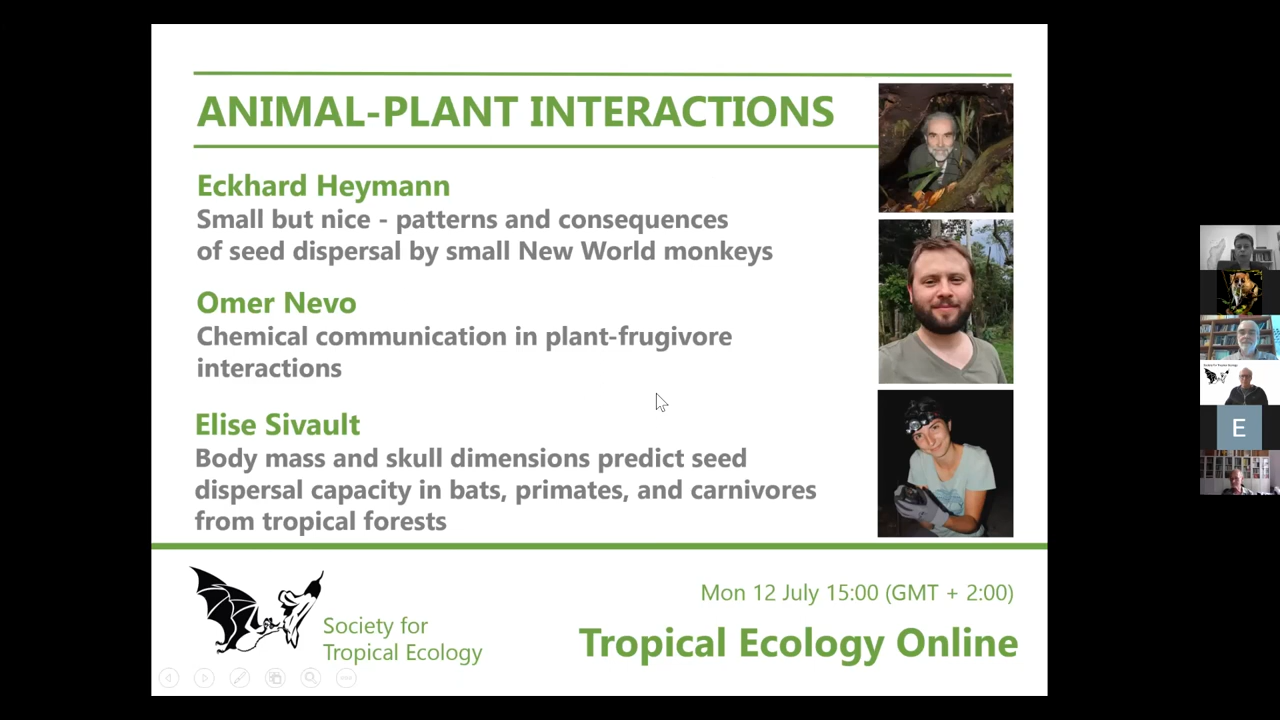 ANIMAL-PLANT INTERACTIONS
Eckhard Heymann
Small but nice - patterns and consequences
of seed dispersal by small New World monkeys
Omer Nevo
Chemical communication in plant-frugivore
interactions
Elise Sivault
Body mass and skull dimensions predict seed
dispersal capacity in bats, primates, and carnivores
from tropical forests
Society for
Tropical Ecology
Mon 12 July 15:00 (GMT + 2:00)
Tropical Ecology Online
E